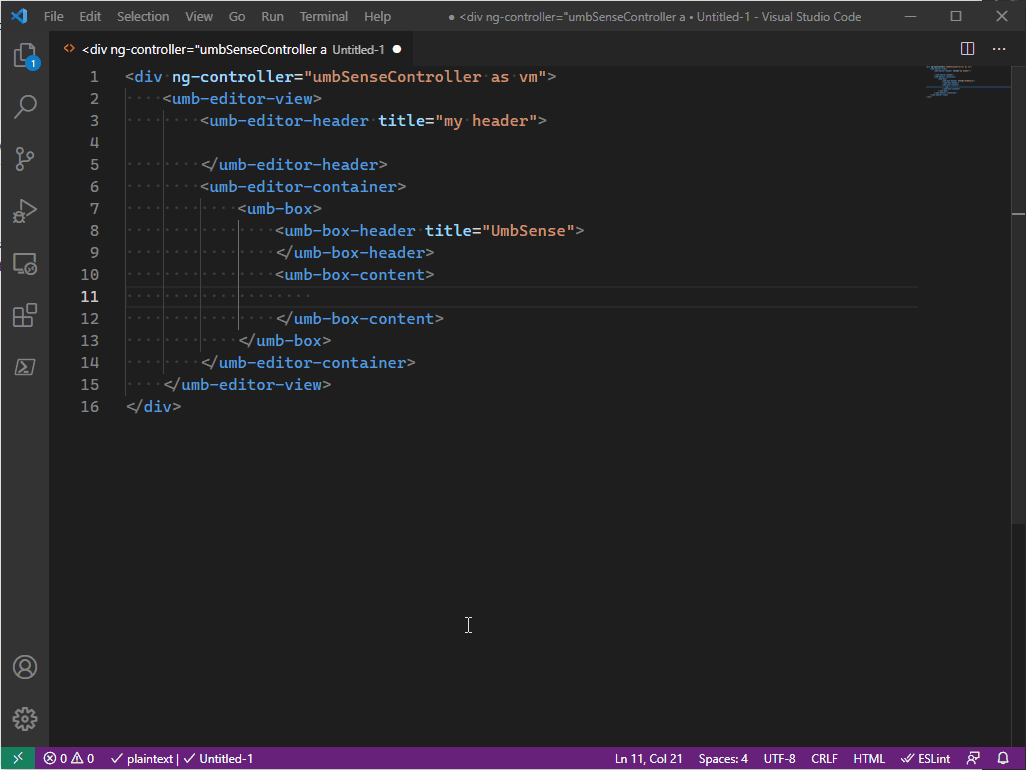 File Edit Selection View Go Run Terminal Help ● <div ng-controller="umbSenseController a • Untitled-1 - Visual Studio Code
<> <div ng-controller="umbSenseController a Untitled-1 ●
1
1 <div ng-controller="umbSenseController as vm">
2 <umb-editor-view>
3 <umb-editor-header title="my header">
4
5 </umb-editor-header>
6 <umb-editor-container>
7 <umb-box>
8 <umb-box-header title="UmbSense">
9 </umb-box-header>
10 <umb-box-content>
11
12 </umb-box-content>
13 </umb-box>
14 </umb-editor-container>
15 </umb-editor-view>
16 </div>
0 0 plaintext | Untitled-1 Ln 11, Col 21 Spaces: 4 UTF-8 CRLF HTML ESLint